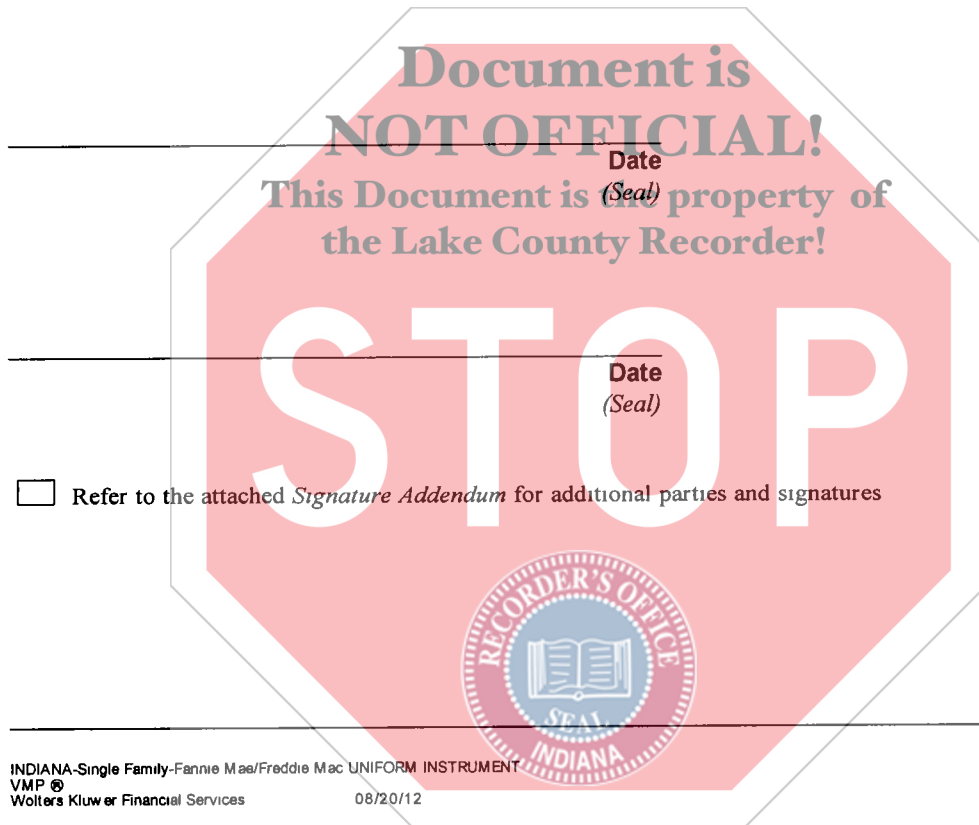 Document is
NOT OFFICIAL!
Date
This Document is the property of
(Seal)
the Lake County Recorder!
STOP
Date
(Seal)
Refer to the attached Signature Addendum for additional parties and signatures
RECORDER'S OFFICE
SEAL
INDIANA
INDIANA-Single Family-Fannie Mae/Freddie Mac UNIFORM INSTRUMENT
VMP ®
Wolters Kluwer Financial Services 08/20/12